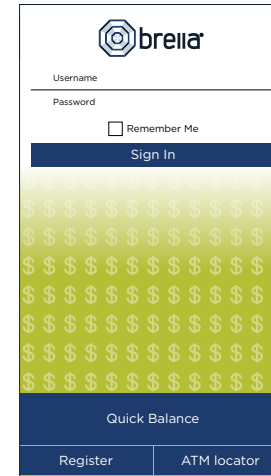 brella
Username
Password
Remember Me
Sign In
Quick Balance
Register
ATM locator